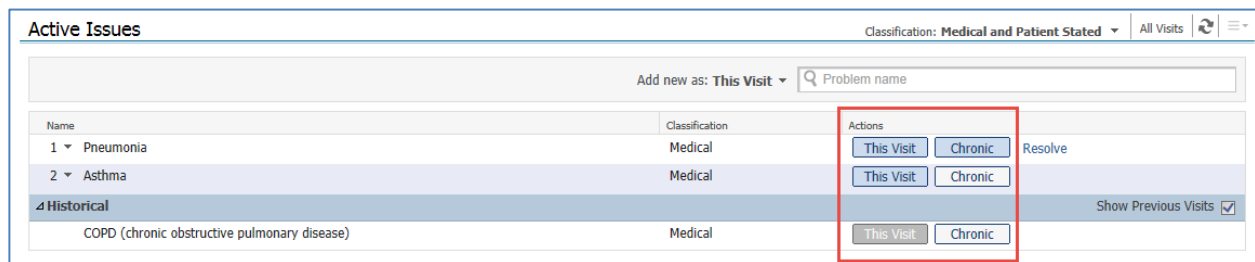 Active Issues
Classification: Medical and Patient Stated
All Visits
Add new as: This Visit
Problem name
Name Classification Actions
1 Pneumonia Medical This Visit Chronic Resolve
2 Asthma Medical This Visit Chronic
Historical Show Previous Visits
COPD (chronic obstructive pulmonary disease) Medical This Visit Chronic